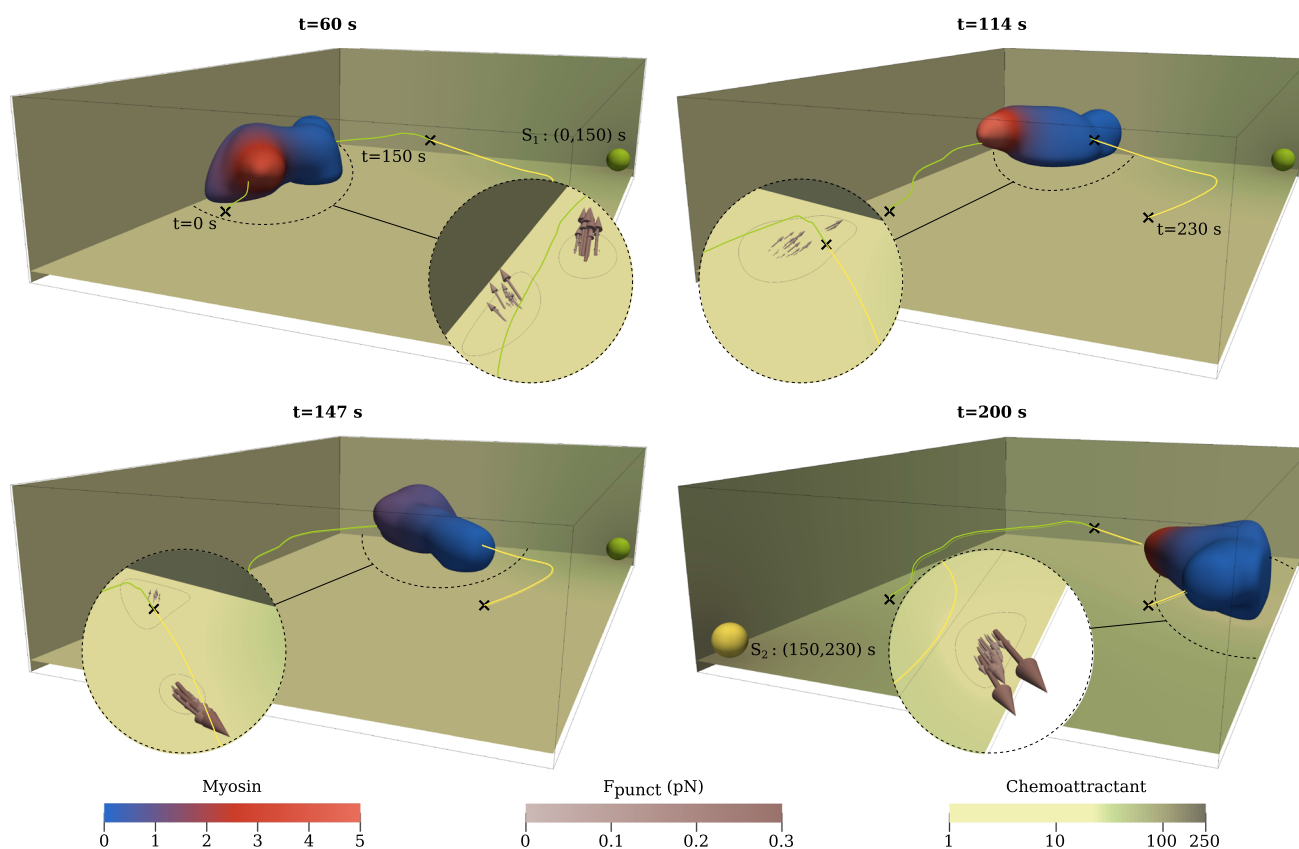 t=60 s
t=114 s
S1 : (0,150) s
t=150 s
t=0 s
t=230 s
t=147 s
t=200 s
S2 : (150,230) s
Myosin
0 1 2 3 4 5
Fpunct (pN)
0 0.1 0.2 0.3
Chemoattractant
1 10 100 250